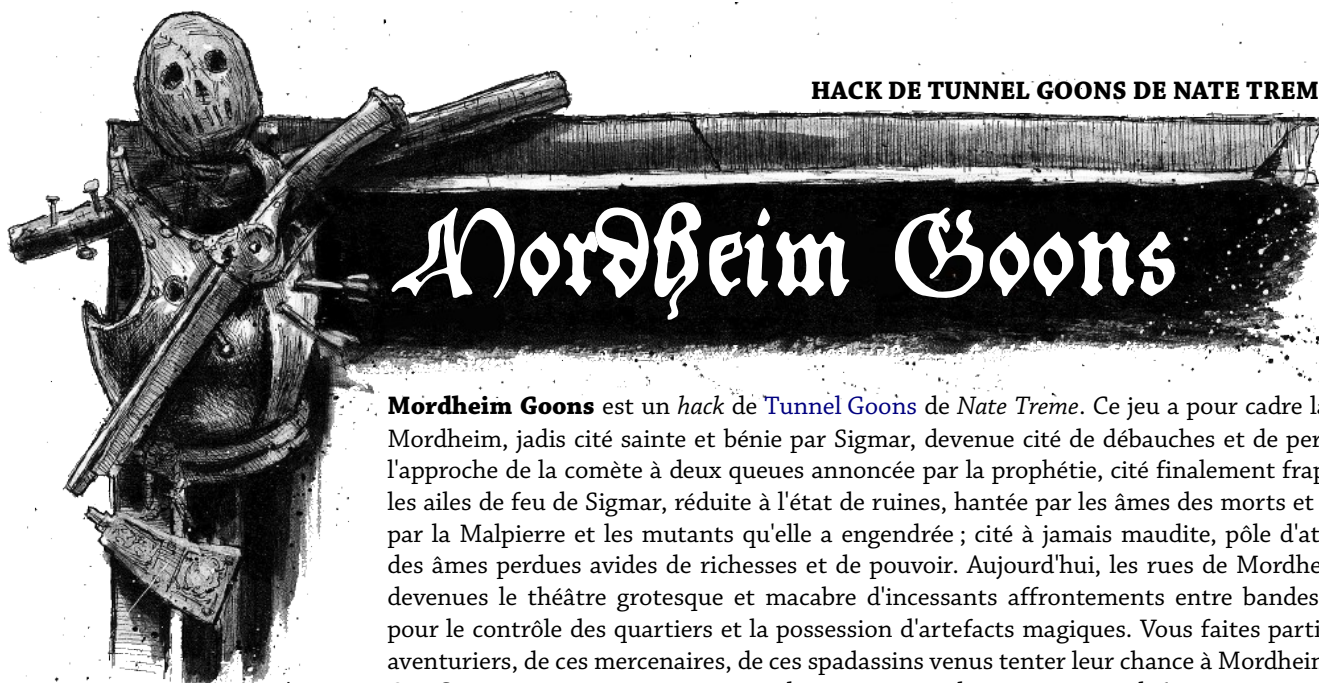 HACK DE TUNNEL GOONS DE NATE TREM
Mordheim Goons
Mordheim Goons est un hack de Tunnel Goons de Nate Treme. Ce jeu a pour cadre
Mordheim, jadis cité sainte et bénie par Sigmar, devenue cité de débauches et de per
l'approche de la comète à deux queues annoncée par la prophétie, cité finalement frap
les ailes de feu de Sigmar, réduite à l'état de ruines, hantée par les âmes des morts et
par la Malpierre et les mutants qu'elle a engendrée ; cité à jamais maudite, pôle d'at
des âmes perdues avides de richesses et de pouvoir. Aujourd'hui, les rues de Mordhe
devenues le théâtre grotesque et macabre d'incessants affrontements entre bandes
pour le contrôle des quartiers et la possession d'artefacts magiques. Vous faites parti
aventuriers, de ces mercenaires, de ces spadassins venus tenter leur chance à Mordheim